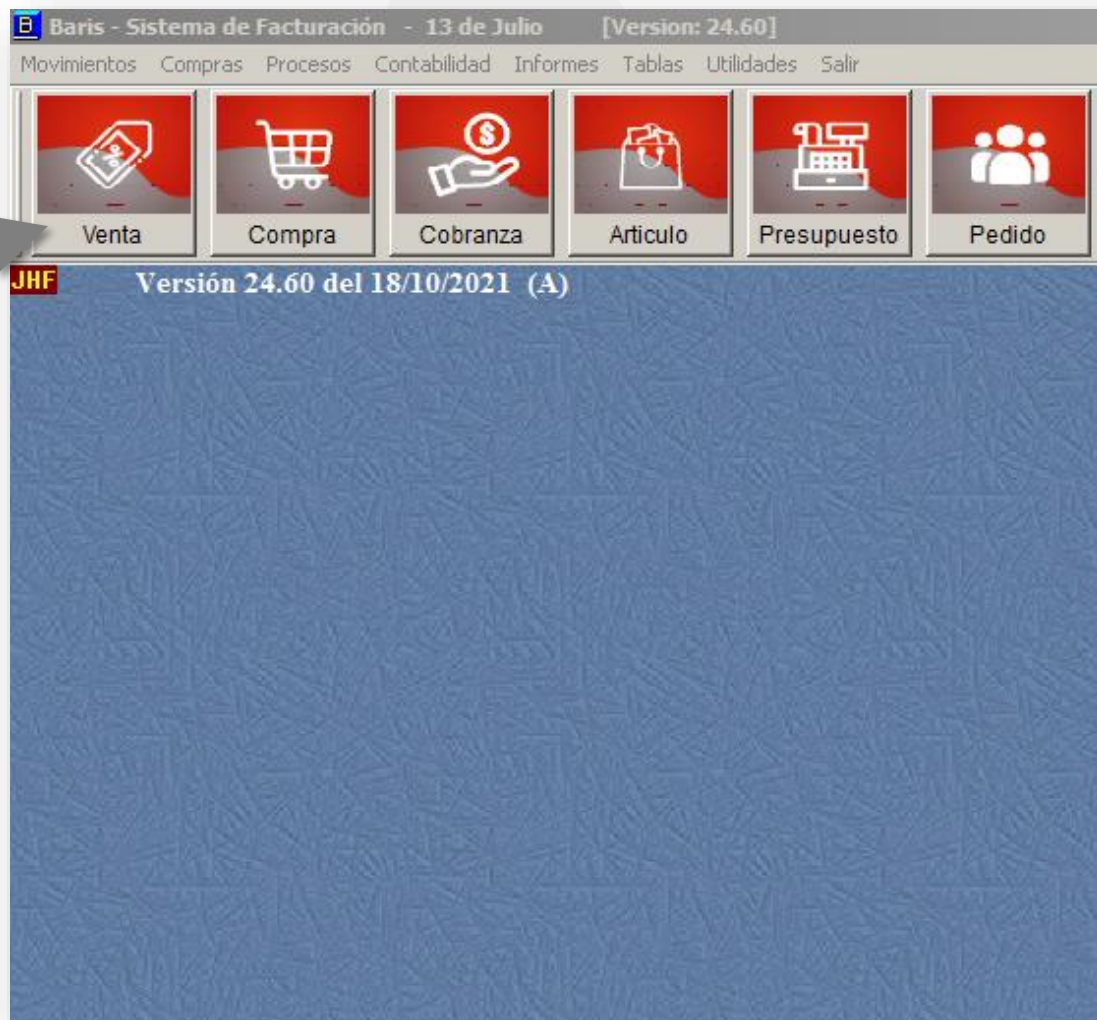 B Baris - Sistema de Facturación - 13 de Julio [Version: 24.60]
Movimientos Compras Procesos Contabilidad Informes Tablas Utilidades Salir
% $
Venta Compra Cobranza Articulo Presupuesto Pedido
JHF Versión 24.60 del 18/10/2021 (A)